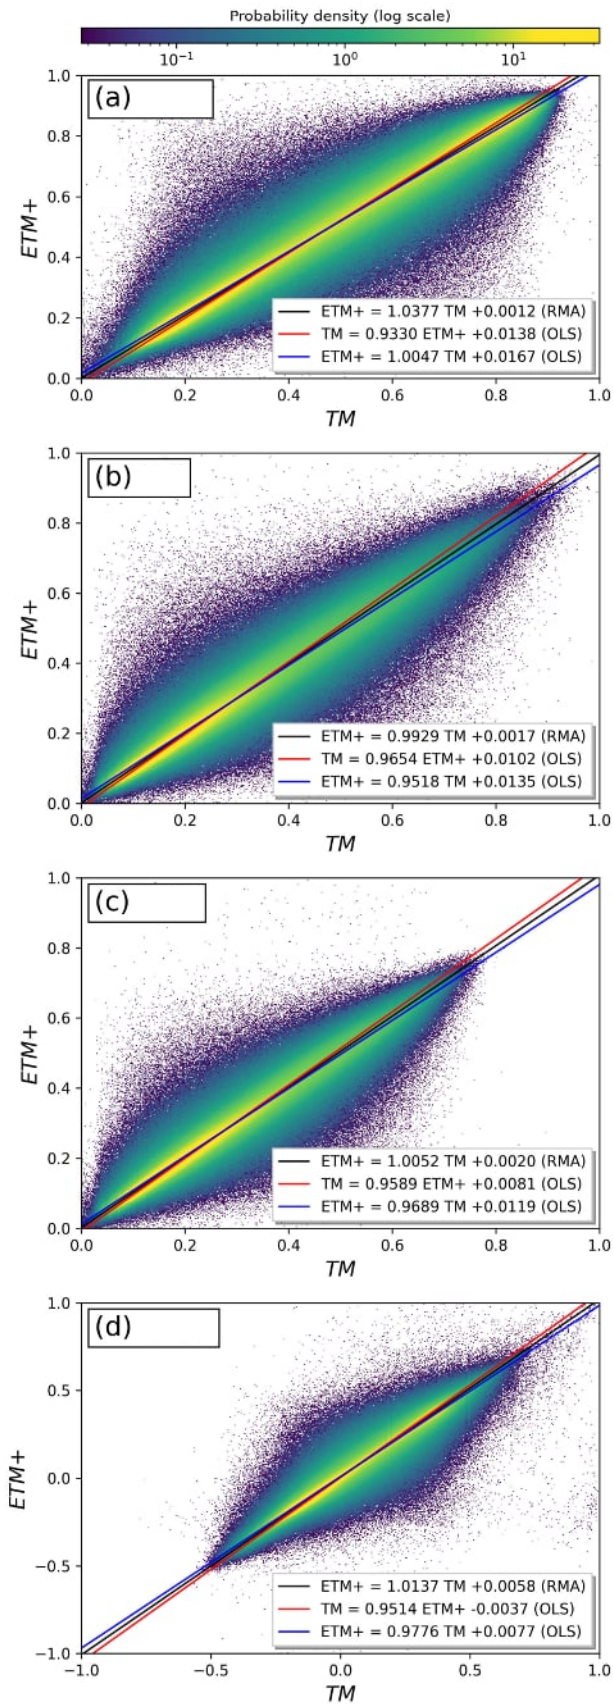 Probability density (log scale)
10⁻¹ 10⁰ 10¹
(a)
1.0
0.8
0.6
0.4
0.2
0.0
ETM+
ETM+ = 1.0377 TM +0.0012 (RMA)
TM = 0.9330 ETM+ +0.0138 (OLS)
ETM+ = 1.0047 TM +0.0167 (OLS)
0.0 0.2 0.4 0.6 0.8 1.0
TM
(b)
1.0
0.8
0.6
0.4
0.2
0.0
ETM+
ETM+ = 0.9929 TM +0.0017 (RMA)
TM = 0.9654 ETM+ +0.0102 (OLS)
ETM+ = 0.9518 TM +0.0135 (OLS)
0.0 0.2 0.4 0.6 0.8 1.0
TM
(c)
1.0
0.8
0.6
0.4
0.2
0.0
ETM+
ETM+ = 1.0052 TM +0.0020 (RMA)
TM = 0.9589 ETM+ +0.0081 (OLS)
ETM+ = 0.9689 TM +0.0119 (OLS)
0.0 0.2 0.4 0.6 0.8 1.0
TM
(d)
1.0
0.5
0.0
−0.5
−1.0
ETM+
ETM+ = 1.0137 TM +0.0058 (RMA)
TM = 0.9514 ETM+ -0.0037 (OLS)
ETM+ = 0.9776 TM +0.0077 (OLS)
−1.0 −0.5 0.0 0.5 1.0
TM